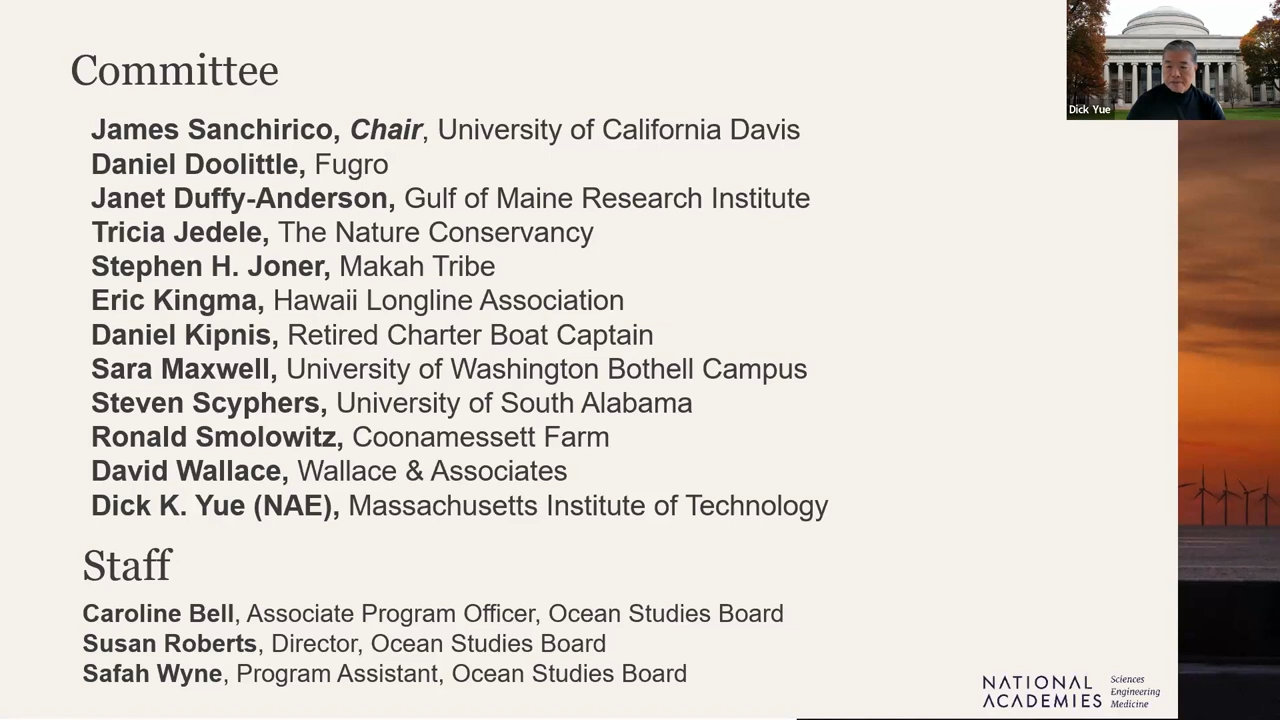 Committee
James Sanchirico, Chair, University of California Davis
Daniel Doolittle, Fugro
Janet Duffy-Anderson, Gulf of Maine Research Institute
Tricia Jedele, The Nature Conservancy
Stephen H. Joner, Makah Tribe
Eric Kingma, Hawaii Longline Association
Daniel Kipnis, Retired Charter Boat Captain
Sara Maxwell, University of Washington Bothell Campus
Steven Scyphers, University of South Alabama
Ronald Smolowitz, Coonamessett Farm
David Wallace, Wallace & Associates
Dick K. Yue (NAE), Massachusetts Institute of Technology
Staff
Caroline Bell, Associate Program Officer, Ocean Studies Board
Susan Roberts, Director, Ocean Studies Board
Safah Wyne, Program Assistant, Ocean Studies Board
NATIONAL ACADEMIES
Sciences
Engineering
Medicine
Dick Yue